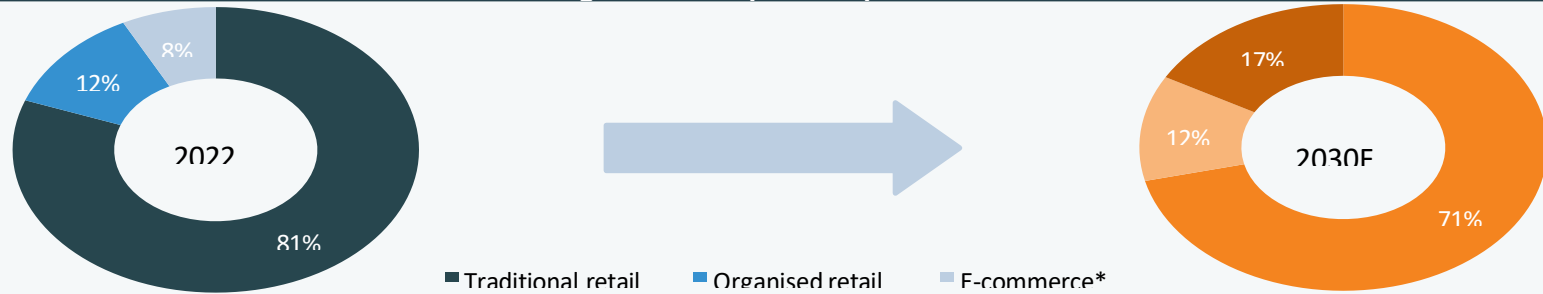 8%
17%
12%
2022
12%
2030F
81%
71%
Traditional retail
Organised retail
E-commerce*